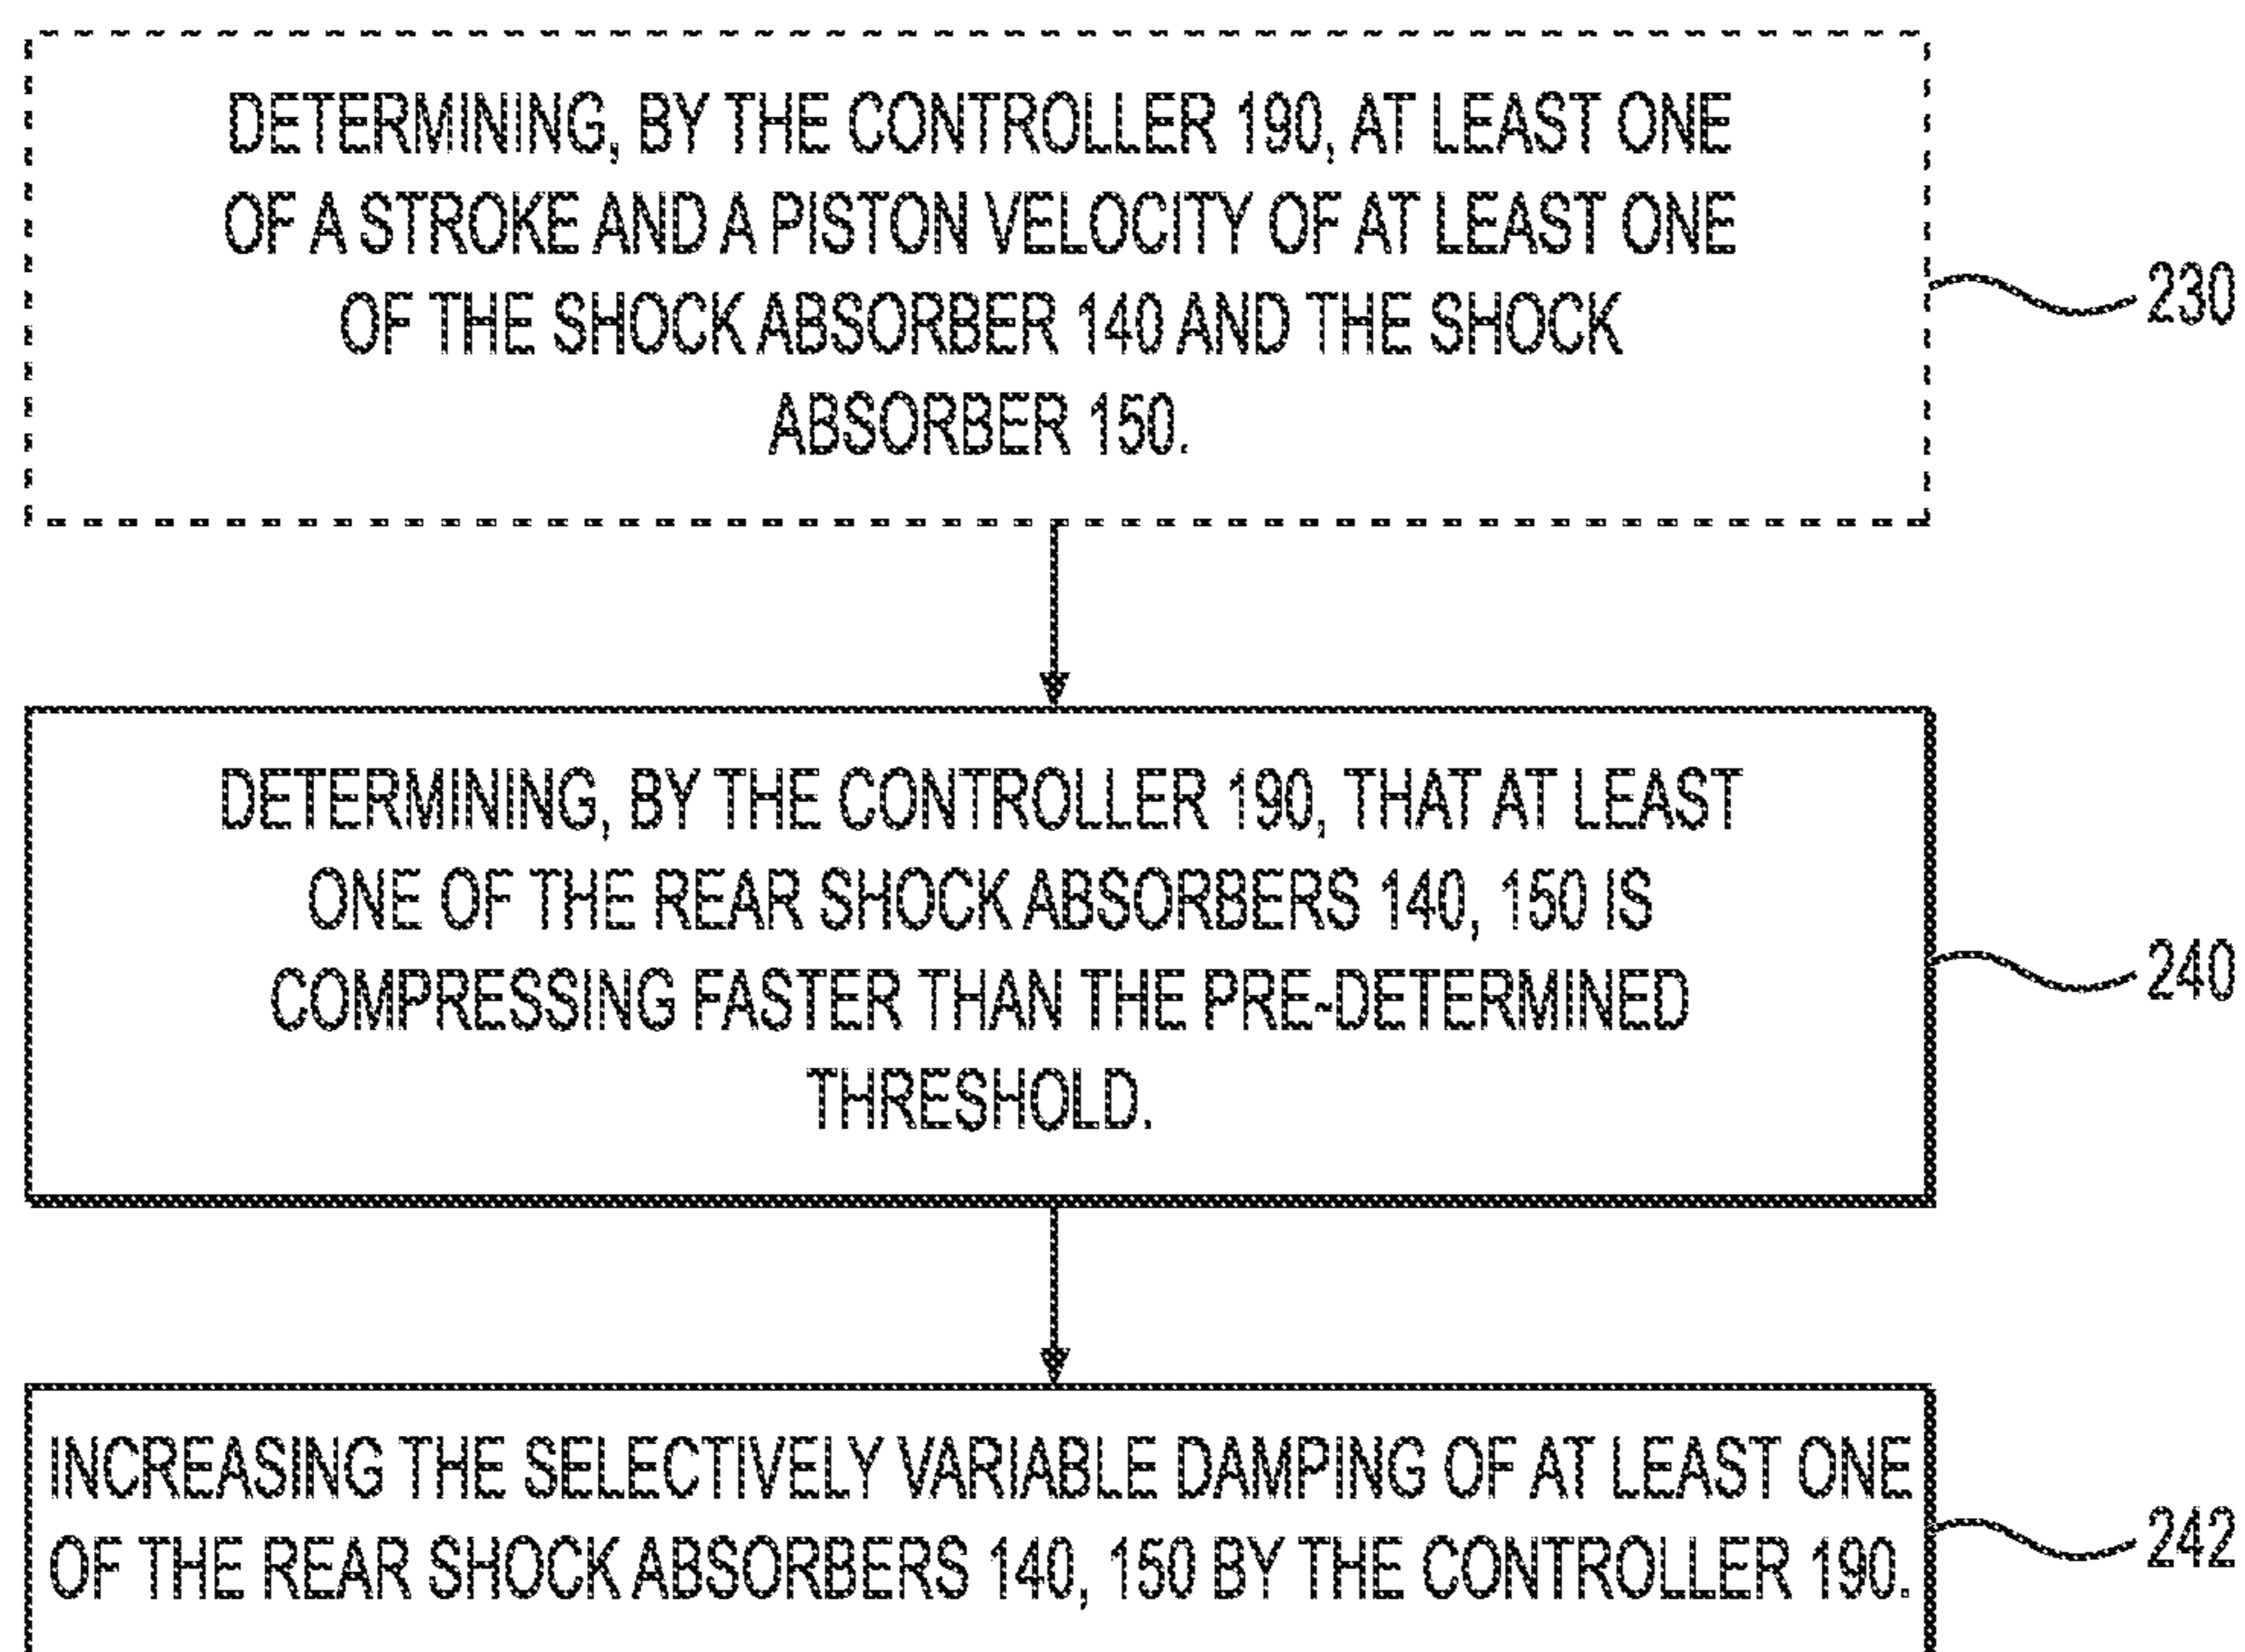 DETERMINING, BY THE CONTROLLER 190, AT LEAST ONE
OF A STROKE AND A PISTON VELOCITY OF AT LEAST ONE
OF THE SHOCK ABSORBER 140 AND THE SHOCK
ABSORBER 150.
230
DETERMINING, BY THE CONTROLLER 190, THAT AT LEAST
ONE OF THE REAR SHOCK ABSORBERS 140, 150 IS
COMPRESSING FASTER THAN THE PRE-DETERMINED
THRESHOLD.
240
INCREASING THE SELECTIVELY VARIABLE DAMPING OF AT LEAST ONE
OF THE REAR SHOCK ABSORBERS 140, 150 BY THE CONTROLLER 190.
242